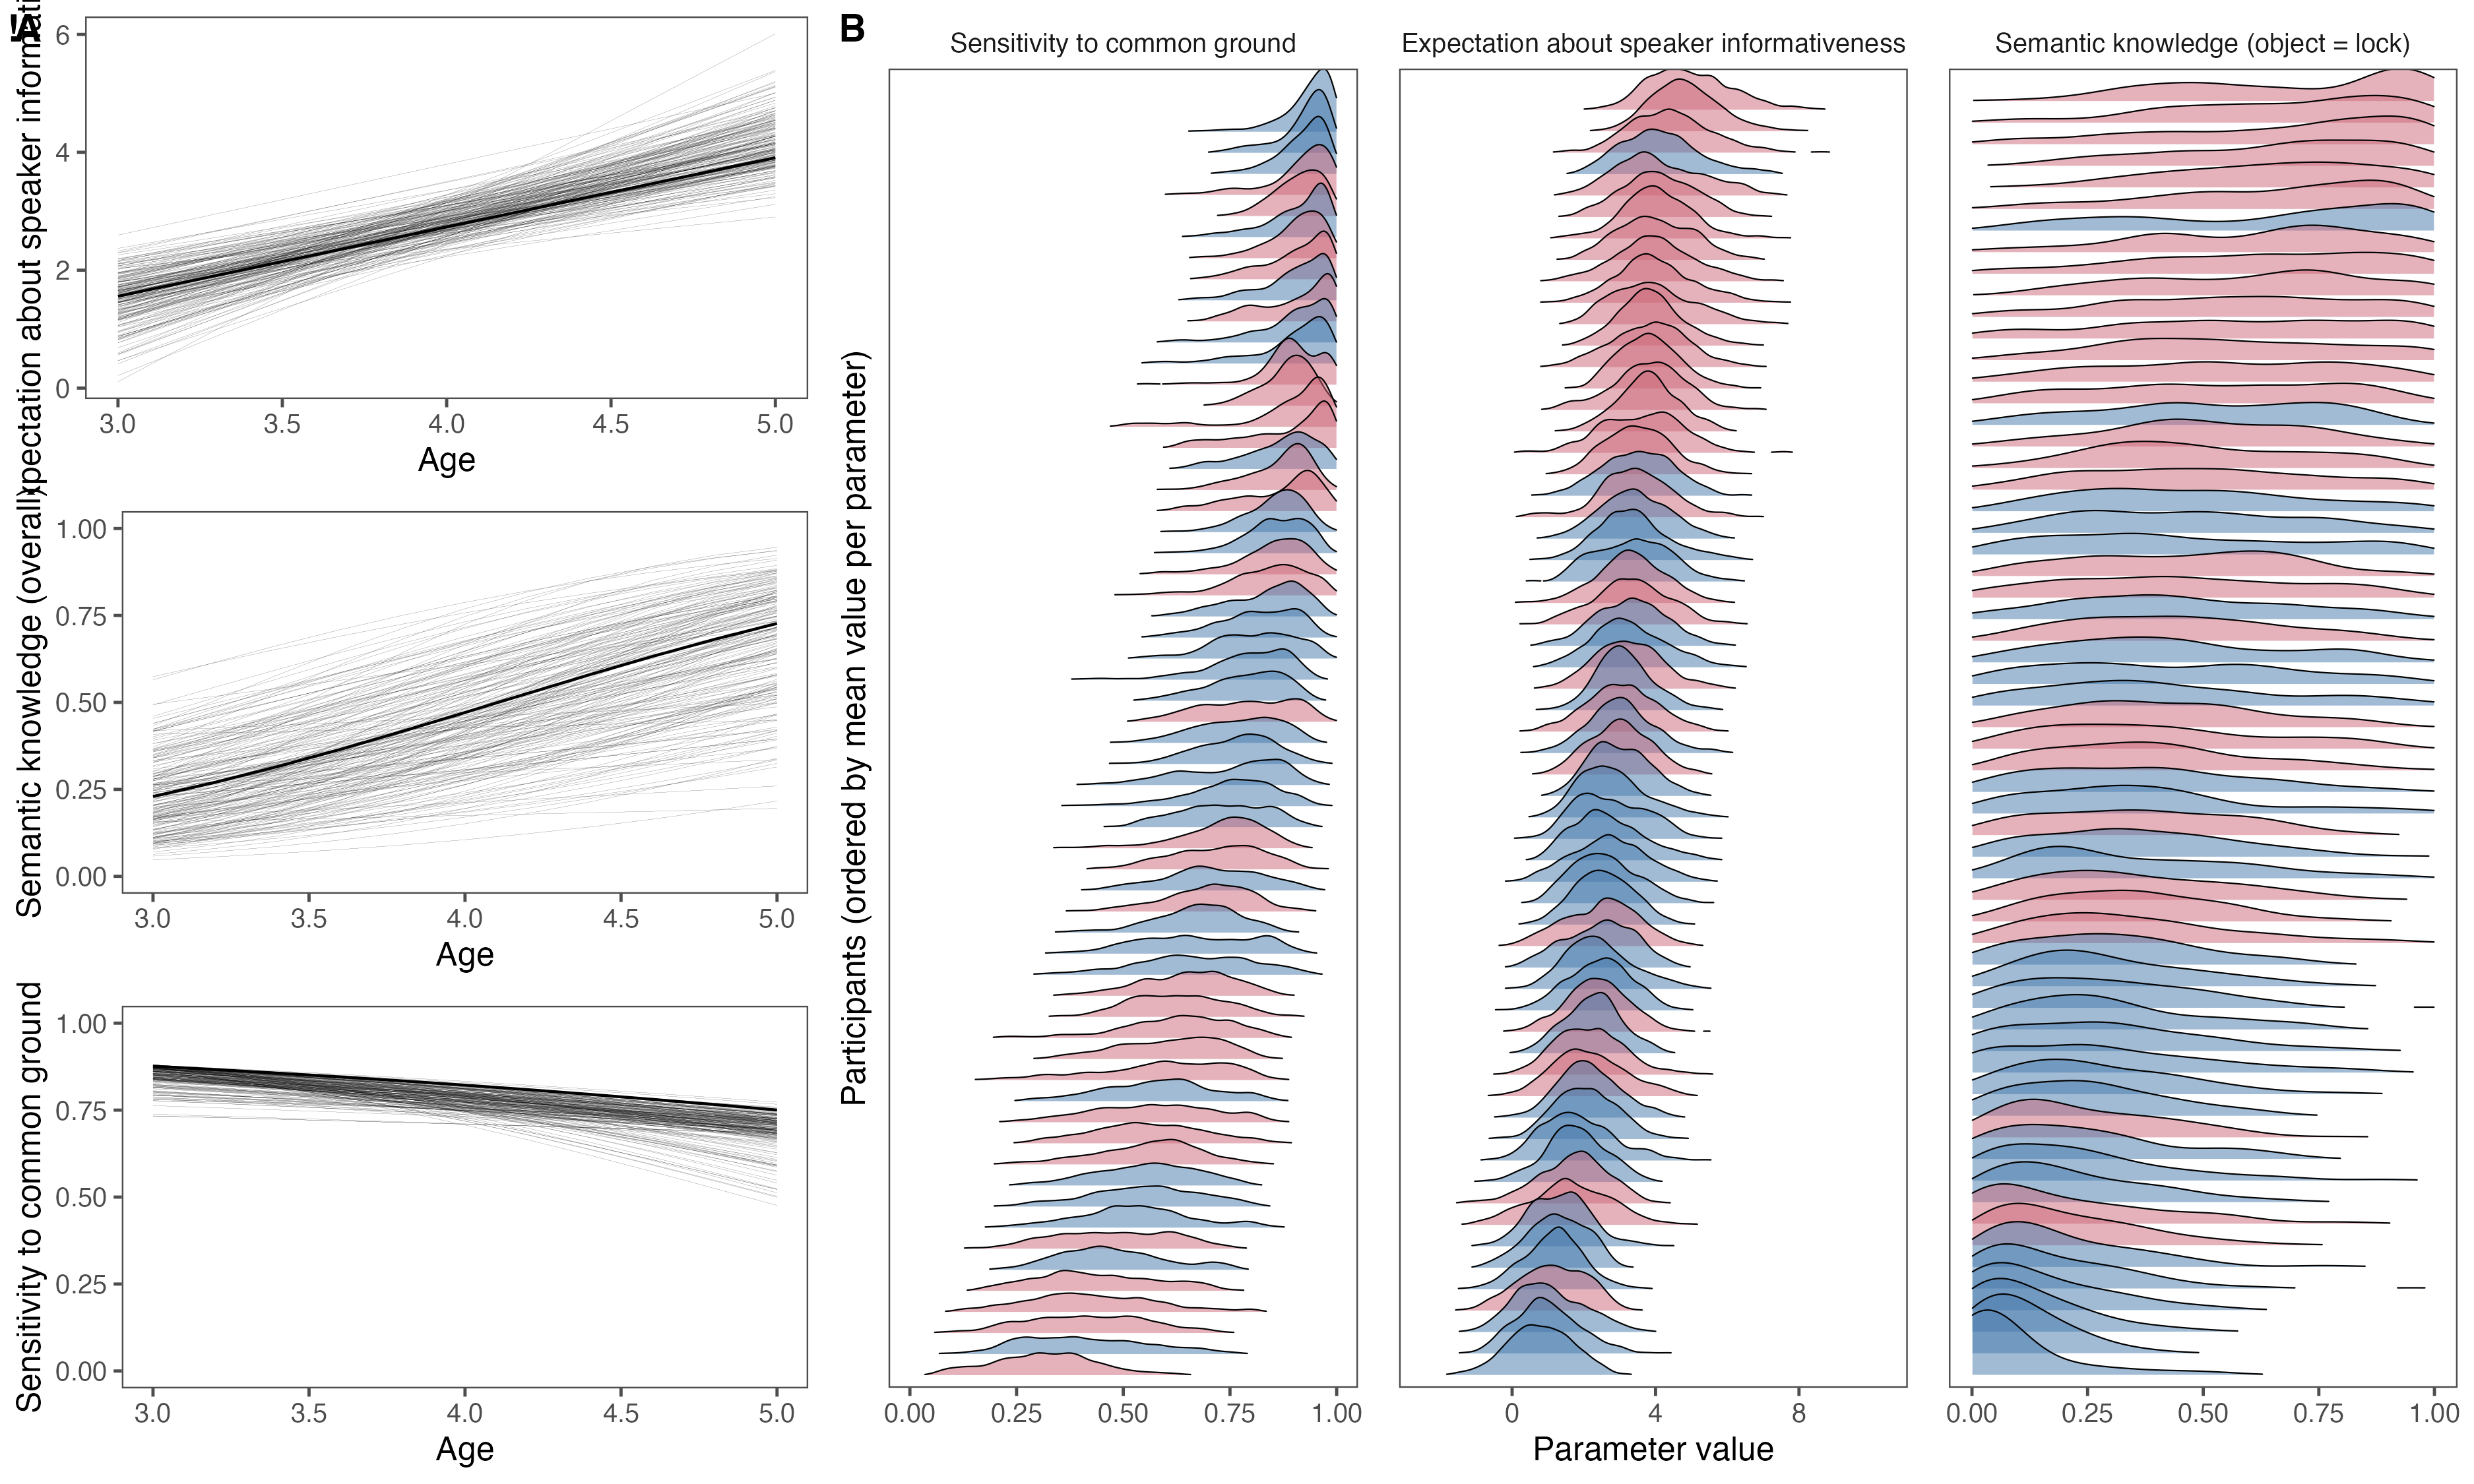 A
xpectation about speaker informati
6
4
2
0
3.0 3.5 4.0 4.5 5.0
Age
Semantic knowledge (overall)
1.00
0.75
0.50
0.25
0.00
3.0 3.5 4.0 4.5 5.0
Age
Sensitivity to common ground
1.00
0.75
0.50
0.25
0.00
3.0 3.5 4.0 4.5 5.0
Age
B
Participants (ordered by mean value per parameter)
Sensitivity to common ground
Expectation about speaker informativeness
Semantic knowledge (object = lock)
0.00 0.25 0.50 0.75 1.00
0 4 8
0.00 0.25 0.50 0.75 1.00
Parameter value